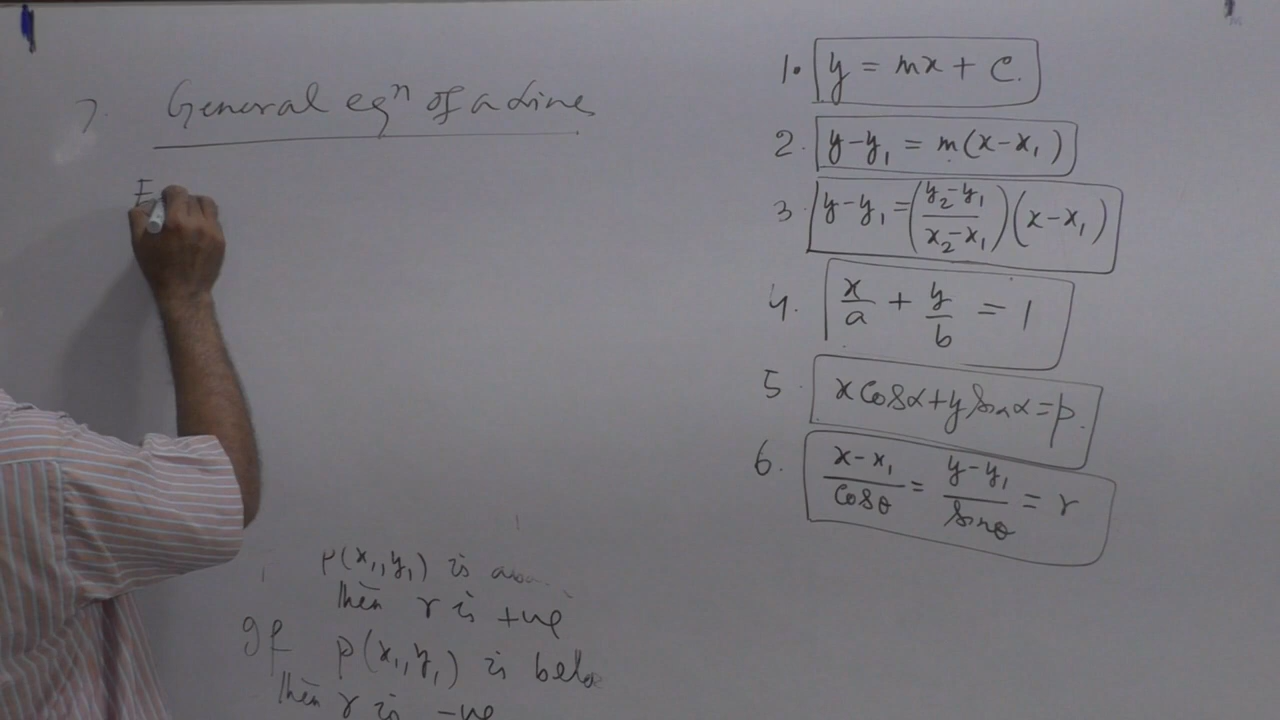 7. General eqⁿ of a Line
E
P(x₁,y₁) is
then r is +ve
If P(x₁,y₁) is belo
then r is -ve
1. y = mx + c.
2. y-y₁ = m(x-x₁)
3. y-y₁ = ((y₂-y₁)/(x₂-x₁))(x-x₁)
4. x/a + y/b = 1
5. x cosα + y sinα = p.
6. (x-x₁)/cosθ = (y-y₁)/sinθ = r